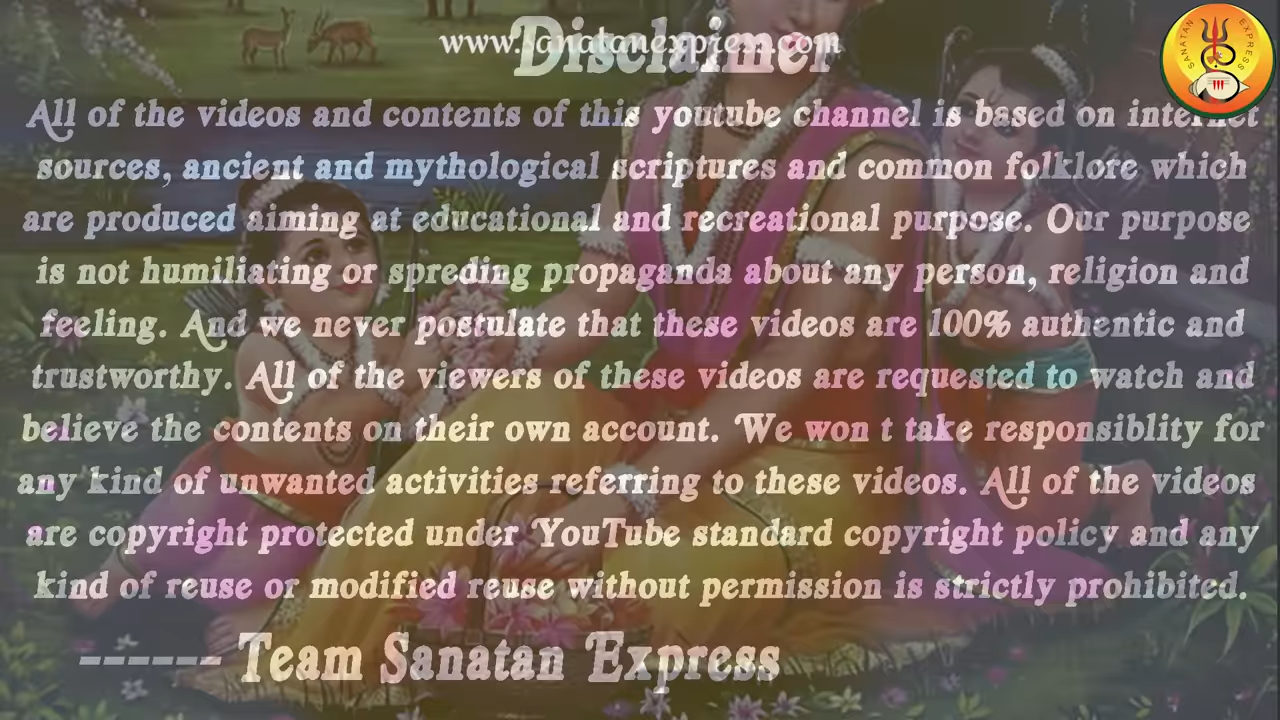 Disclaimer
www.sanatanexpress.com
SANATAN EXPRESS
All of the videos and contents of this youtube channel is based on internet
sources, ancient and mythological scriptures and common folklore which
are produced aiming at educational and recreational purpose. Our purpose
is not humiliating or spreding propaganda about any person, religion and
feeling. And we never postulate that these videos are 100% authentic and
trustworthy. All of the viewers of these videos are requested to watch and
believe the contents on their own account. We won t take responsiblity for
any kind of unwanted activities referring to these videos. All of the videos
are copyright protected under YouTube standard copyright policy and any
kind of reuse or modified reuse without permission is strictly prohibited.
------ Team Sanatan Express